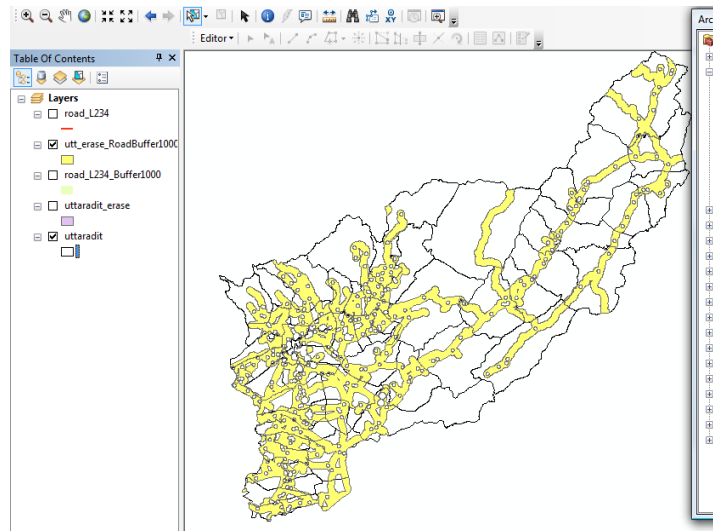 Editor
Arc
Table Of Contents
Layers
road_L234
utt_erase_RoadBuffer1000
road_L234_Buffer1000
uttaradit_erase
uttaradit